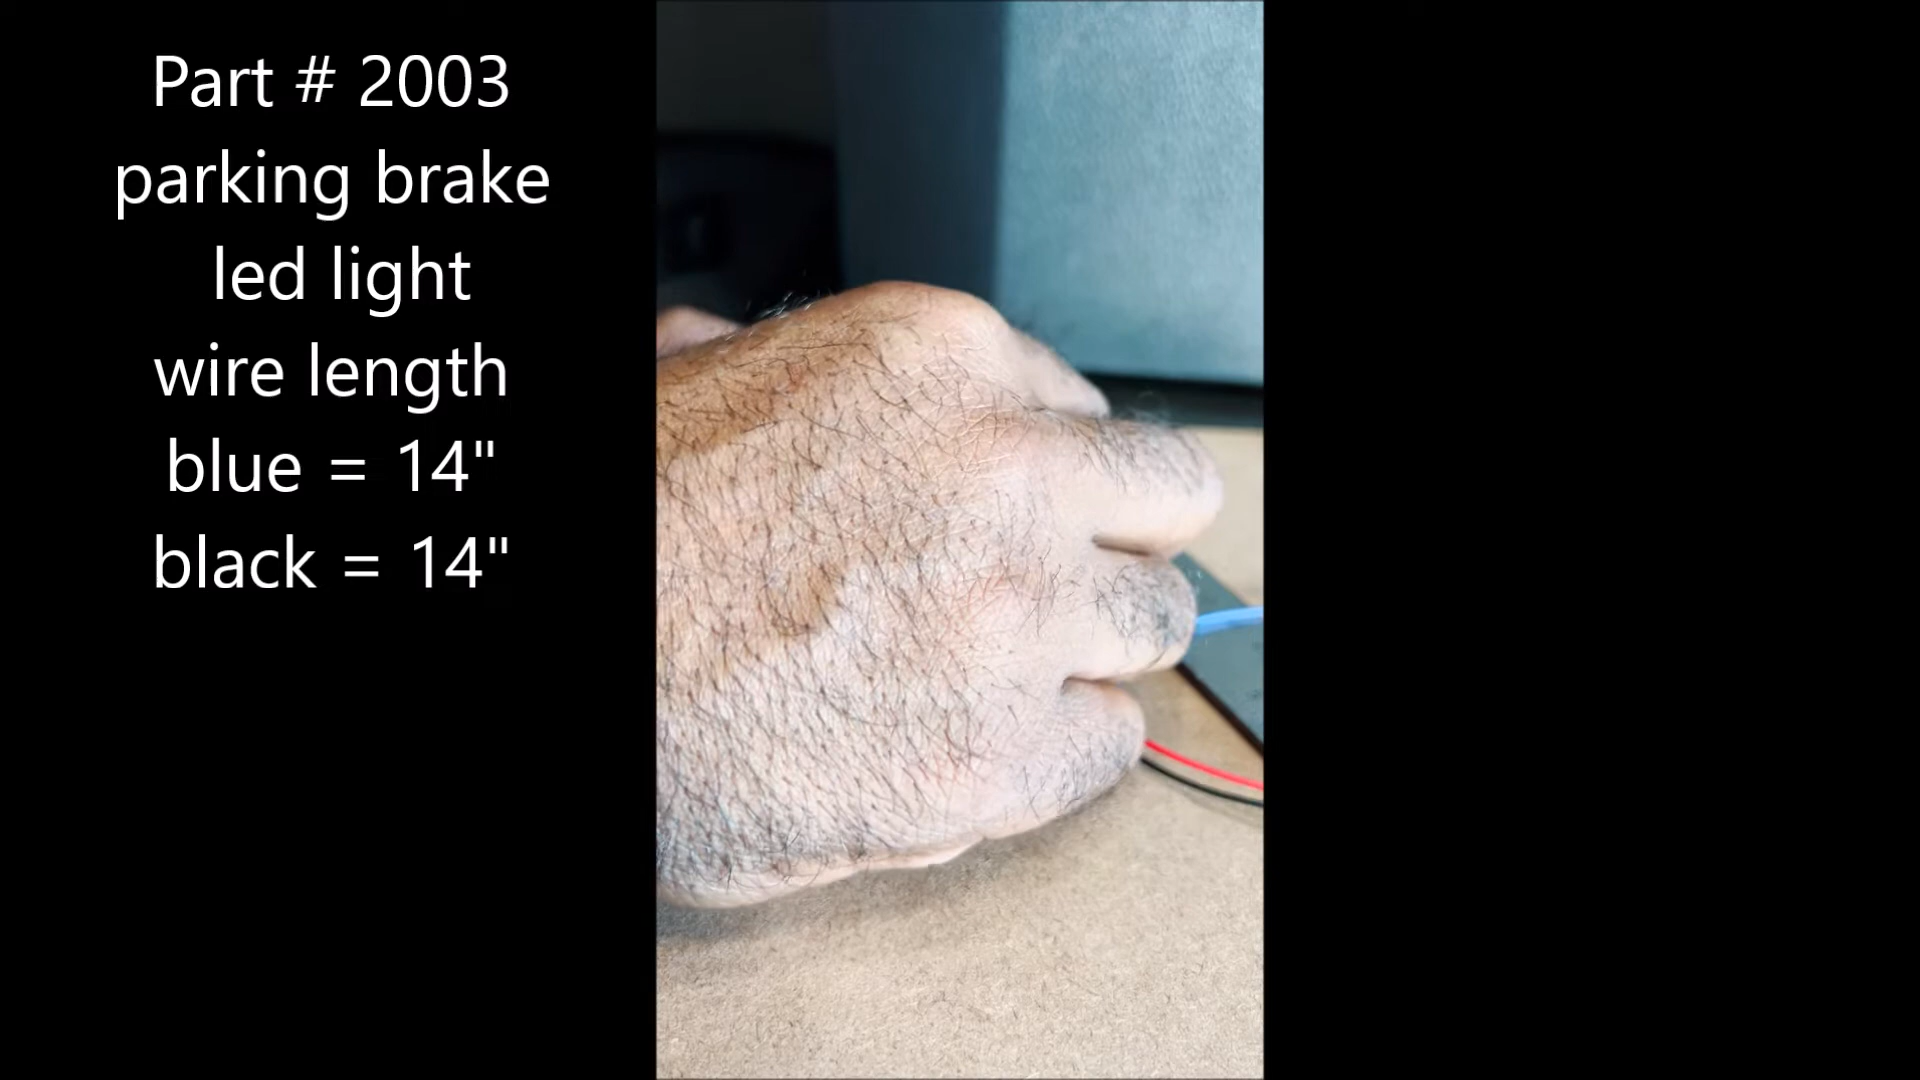 Part # 2003
parking brake
led light
wire length
blue = 14"
black = 14"